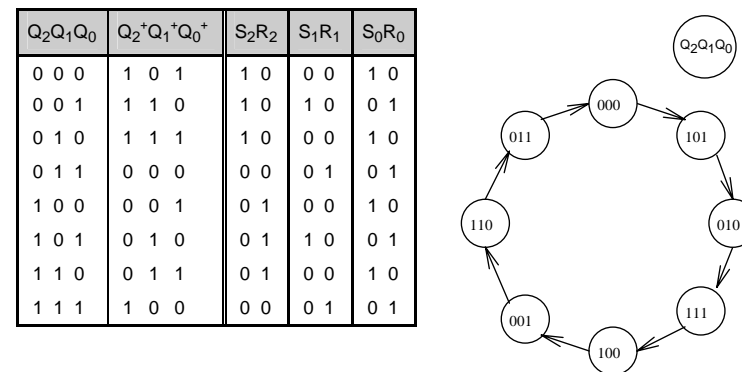 Q₂Q₁Q₀ Q₂⁺Q₁⁺Q₀⁺ S₂R₂ S₁R₁ S₀R₀
0 0 0 1 0 1 1 0 0 0 1 0
0 0 1 1 1 0 1 0 1 0 0 1
0 1 0 1 1 1 1 0 0 0 1 0
0 1 1 0 0 0 0 0 0 1 0 1
1 0 0 0 0 1 0 1 0 0 1 0
1 0 1 0 1 0 0 1 1 0 0 1
1 1 0 0 1 1 0 1 0 0 1 0
1 1 1 1 0 0 0 0 0 1 0 1
Q₂Q₁Q₀
000
101
010
111
100
001
110
011